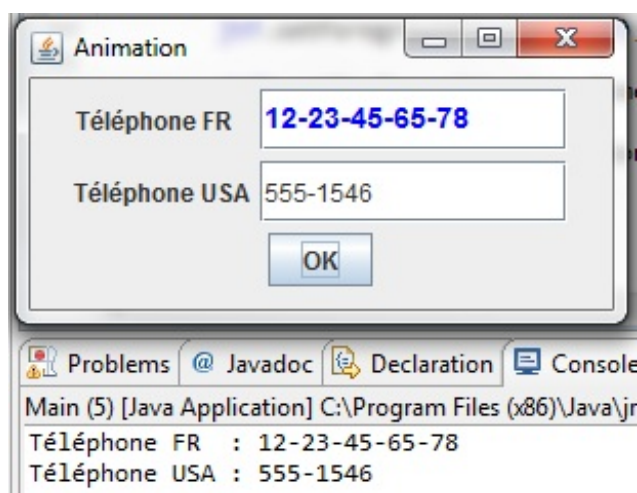 Animation
Téléphone FR 12-23-45-65-78
Téléphone USA 555-1546
OK
Problems @ Javadoc Declaration Console
Main (5) [Java Application] C:\Program Files (x86)\Java\jr
Téléphone FR : 12-23-45-65-78
Téléphone USA : 555-1546